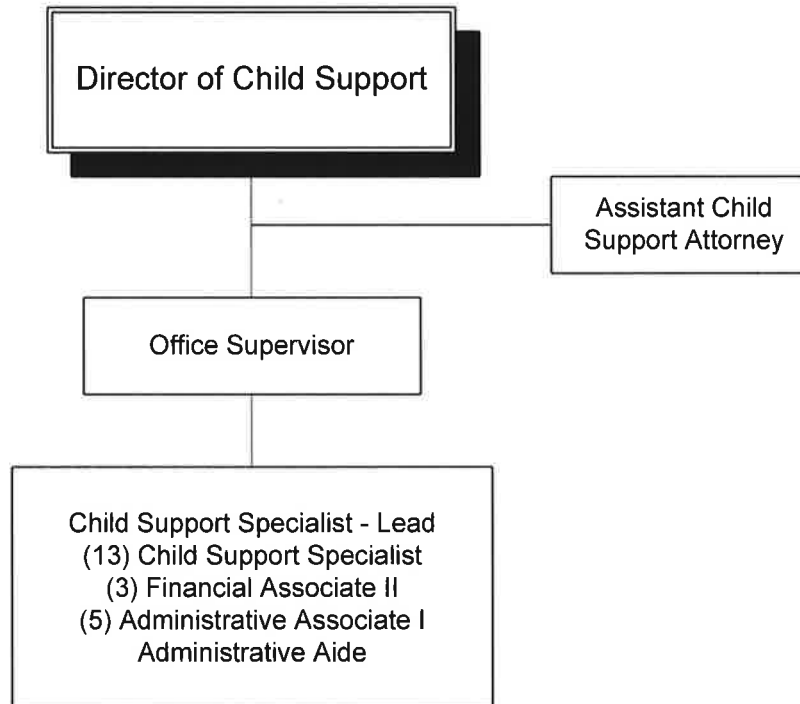 Director of Child Support
Assistant Child
Support Attorney
Office Supervisor
Child Support Specialist - Lead
(13) Child Support Specialist
(3) Financial Associate II
(5) Administrative Associate I
Administrative Aide